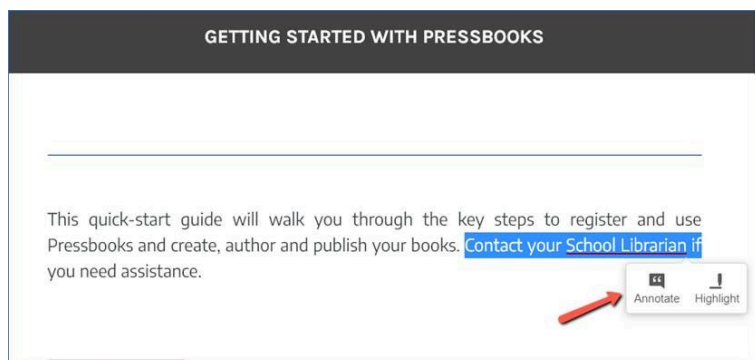 GETTING STARTED WITH PRESSBOOKS
This quick-start guide will walk you through the key steps to register and use
Pressbooks and create, author and publish your books. Contact your School Librarian if
you need assistance.
Annotate Highlight